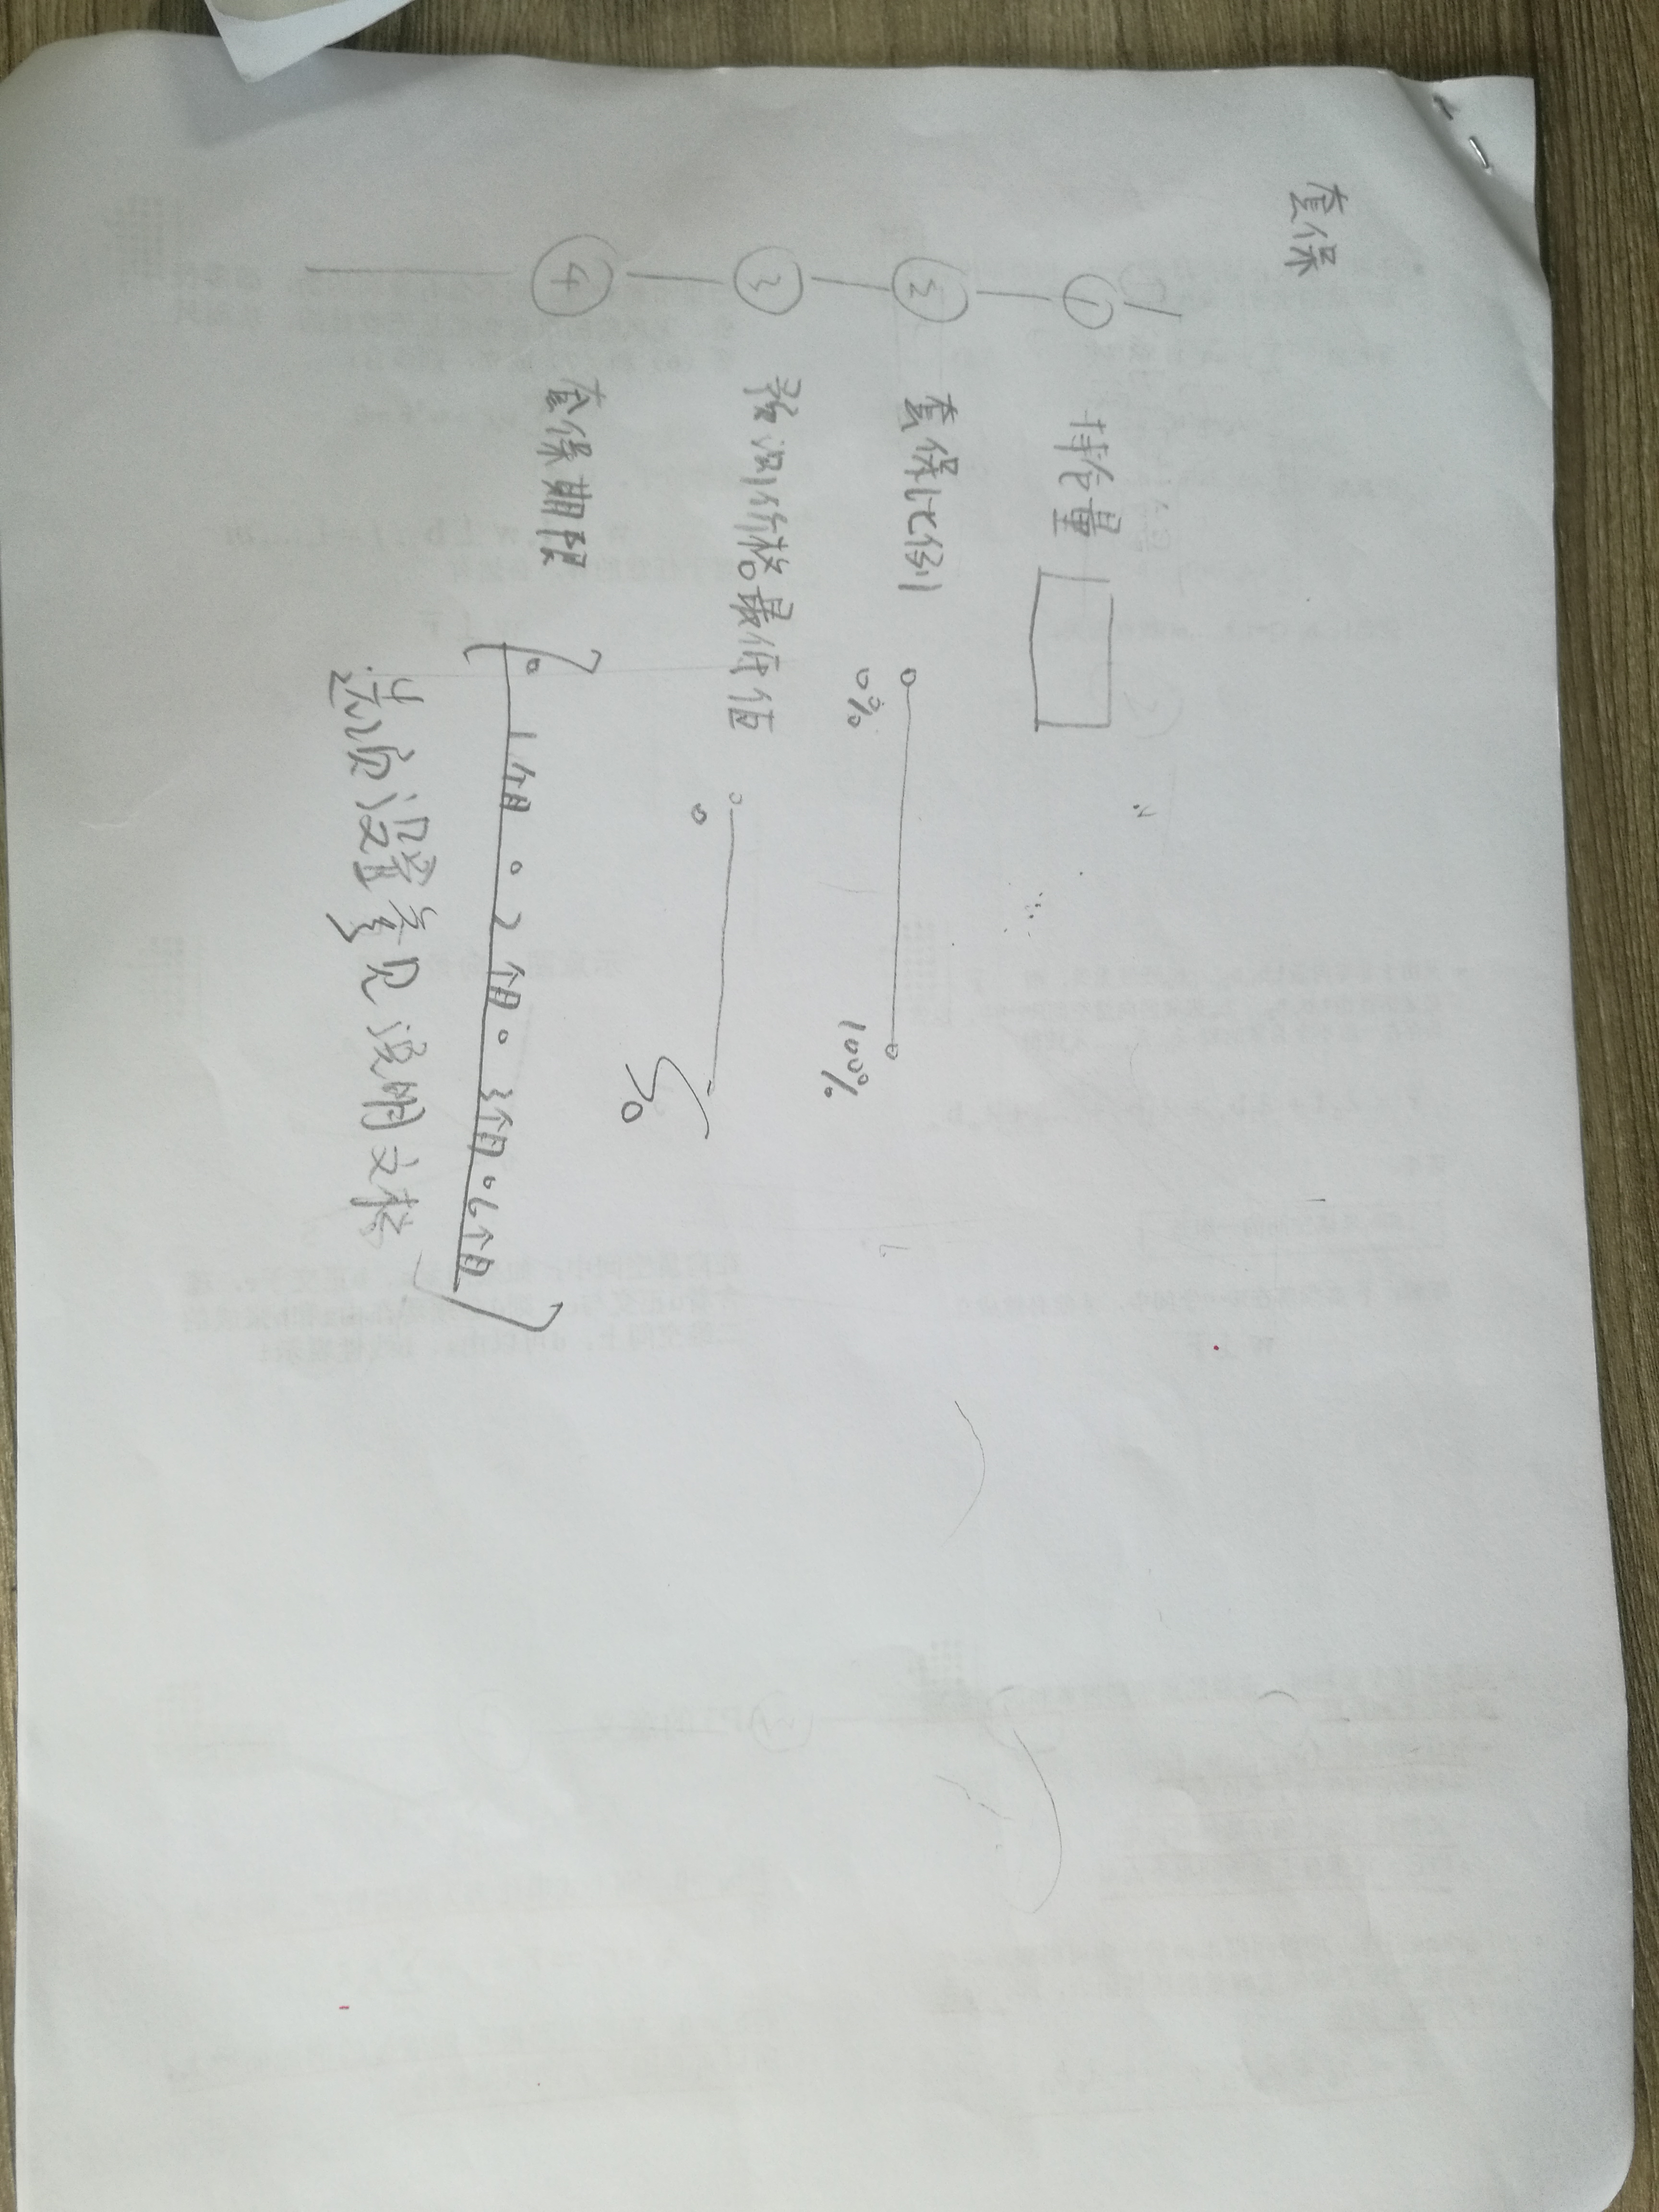 套保
① 持仓量
② 套保比例
0% 100%
③ 预测价格最低值
0 S0
④ 套保期限
1个月 2个月 3个月 6个月
选项设置参见说明文档